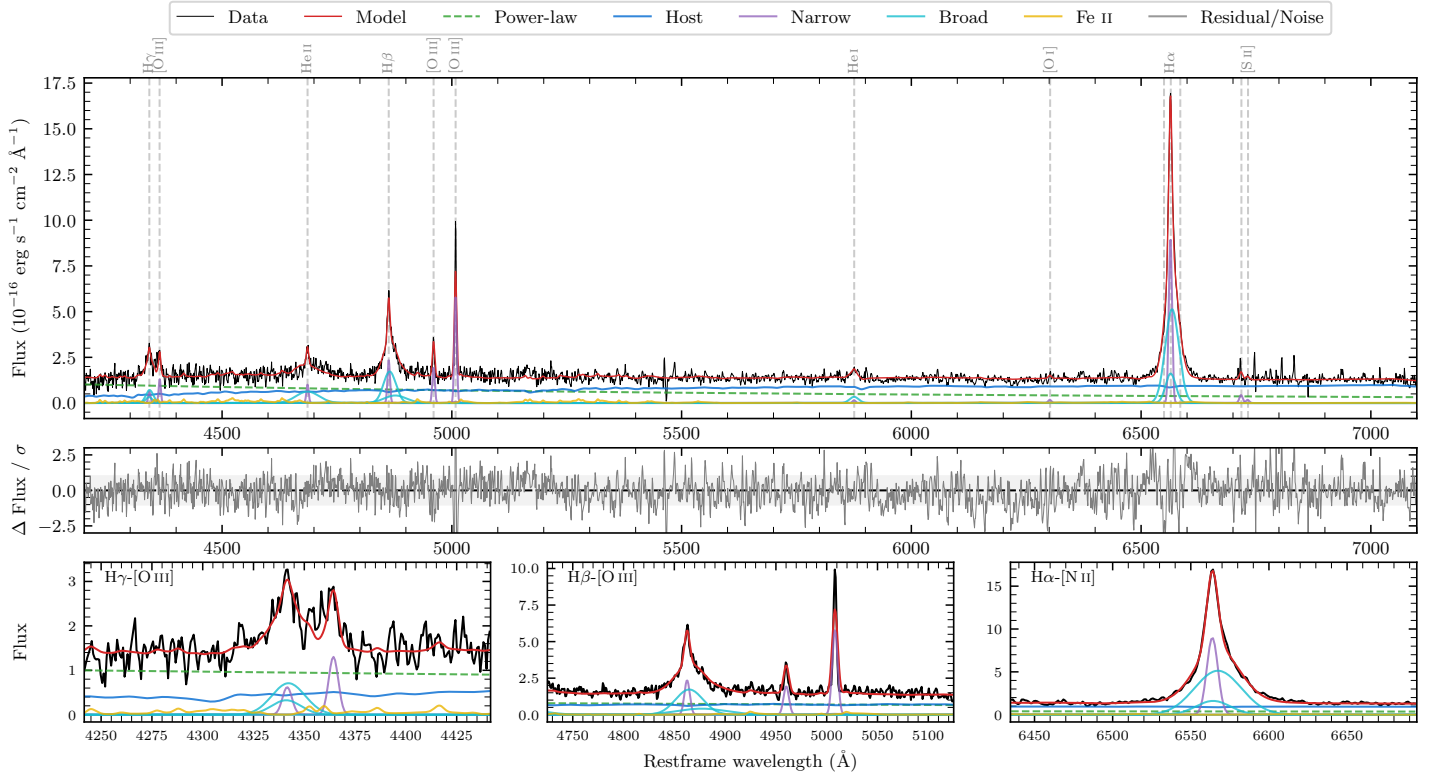 Data Model Power-law Host Narrow Broad Fe II Residual/Noise
Hγ [O III] He II Hβ [O III] [O III] He I [O I] Hα [S II]
Flux (10⁻¹⁶ erg s⁻¹ cm⁻² Å⁻¹)
17.5
15.0
12.5
10.0
7.5
5.0
2.5
0.0
4500 5000 5500 6000 6500 7000
Δ Flux / σ
2.5
0.0
−2.5
4500 5000 5500 6000 6500 7000
Flux
Hγ-[O III]
3
2
1
0
4250 4275 4300 4325 4350 4375 4400 4425
Hβ-[O III]
10.0
7.5
5.0
2.5
0.0
4750 4800 4850 4900 4950 5000 5050 5100
Hα-[N II]
15
10
5
0
6450 6500 6550 6600 6650
Restframe wavelength (Å)